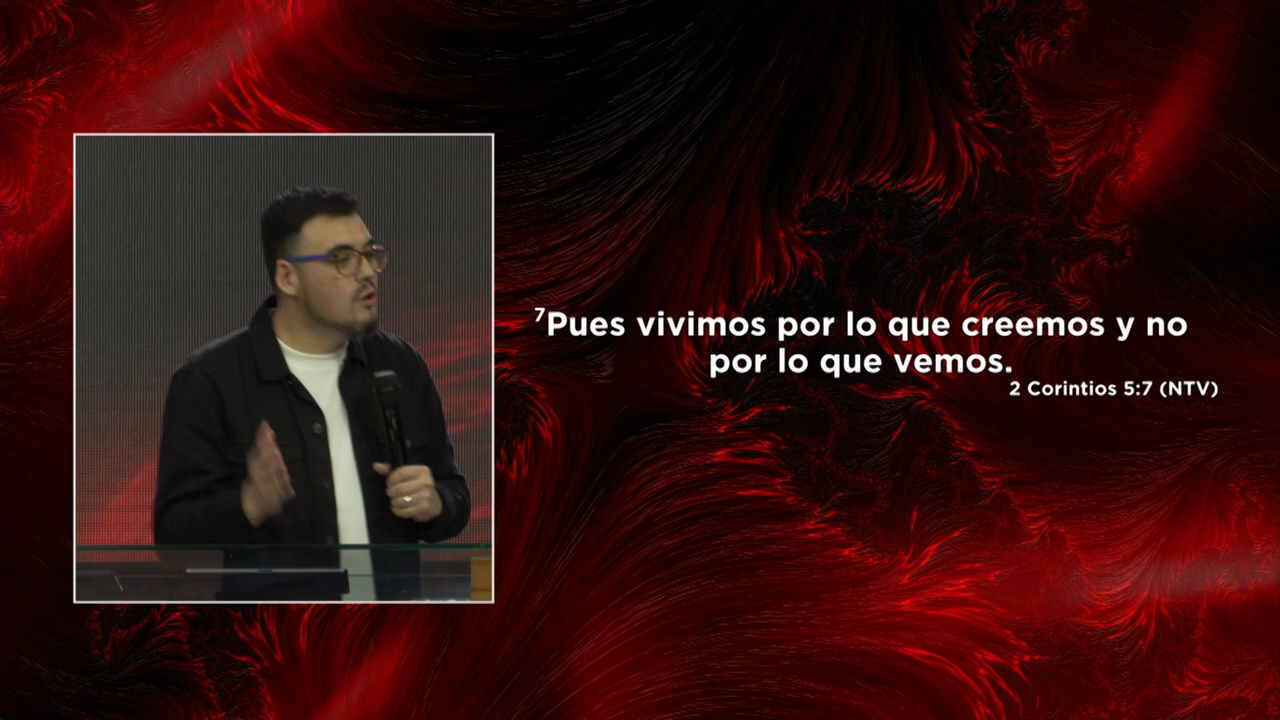 ⁷Pues vivimos por lo que creemos y no
por lo que vemos.
2 Corintios 5:7 (NTV)